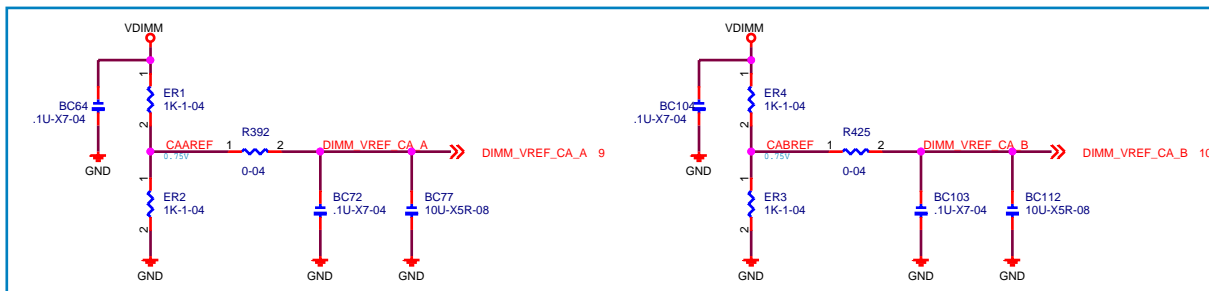 VDIMM
1
ER1
1K-1-04
2
BC64
.1U-X7-04
GND
CAAREF
0.75V
R392
1 2
0-04
DIMM_VREF_CA_A
DIMM_VREF_CA_A 9
1
ER2
1K-1-04
2
GND
BC72
.1U-X7-04
GND
BC77
10U-X5R-08
GND
VDIMM
1
ER4
1K-1-04
2
BC104
.1U-X7-04
GND
CABREF
0.75V
R425
1 2
0-04
DIMM_VREF_CA_B
DIMM_VREF_CA_B 10
1
ER3
1K-1-04
2
GND
BC103
.1U-X7-04
GND
BC112
10U-X5R-08
GND